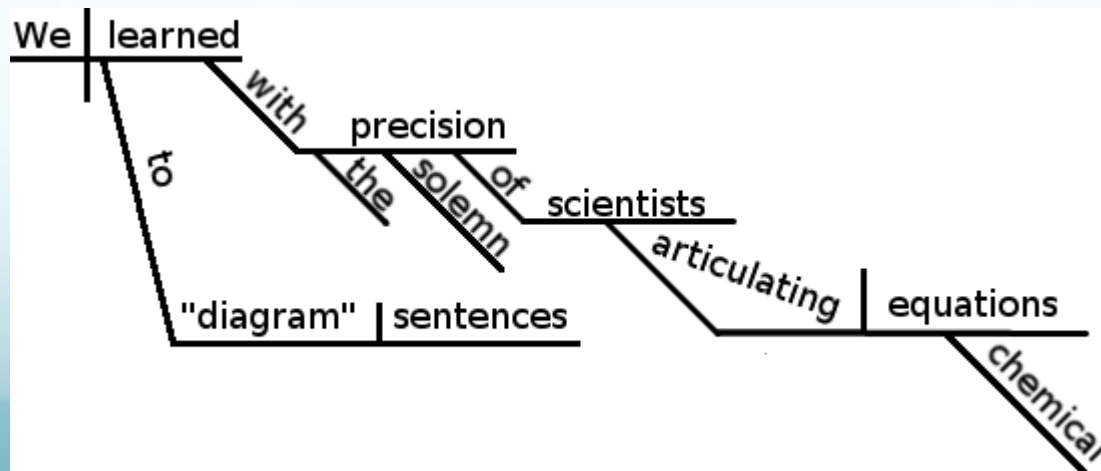 We learned
with
precision
the solemn of
to
scientists
articulating
"diagram" sentences
equations
chemical